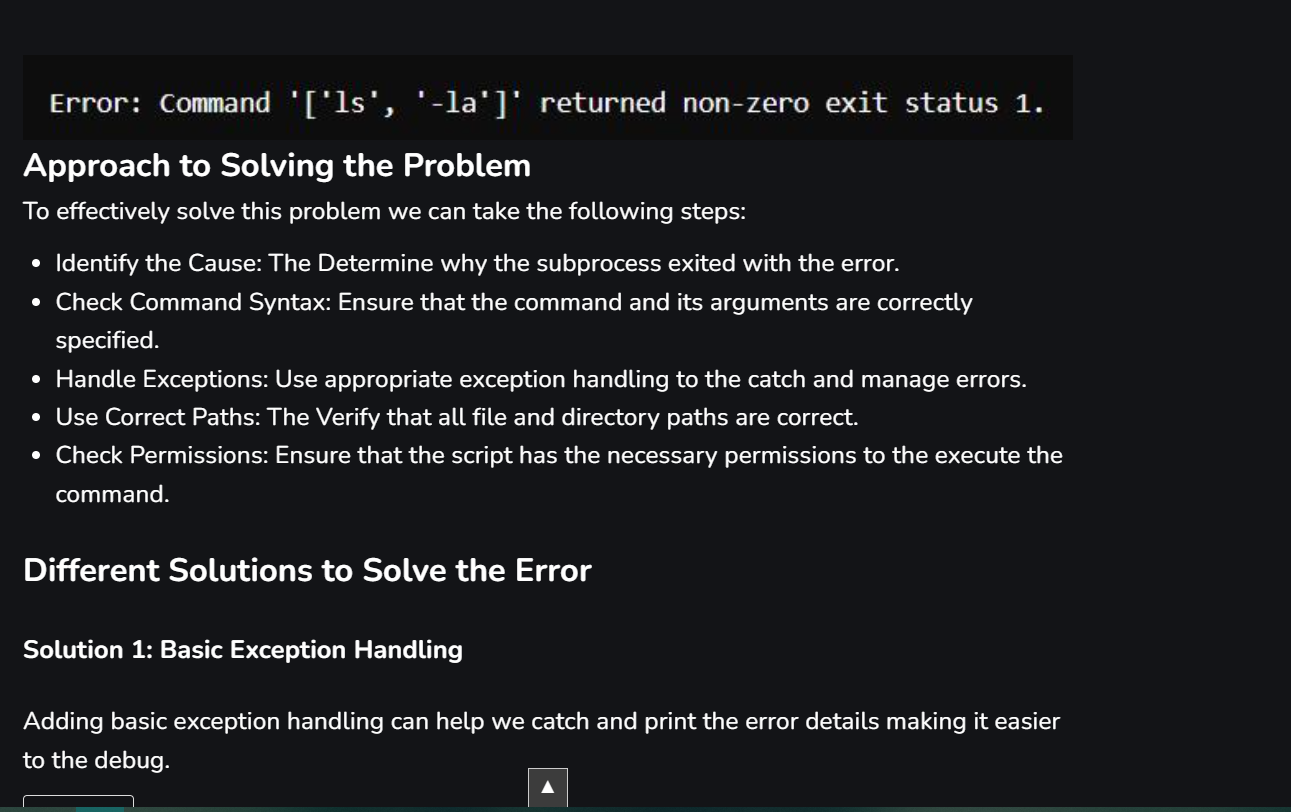 Error: Command '['ls', '-la']' returned non-zero exit status 1.
Approach to Solving the Problem
To effectively solve this problem we can take the following steps:
• Identify the Cause: The Determine why the subprocess exited with the error.
• Check Command Syntax: Ensure that the command and its arguments are correctly
specified.
• Handle Exceptions: Use appropriate exception handling to the catch and manage errors.
• Use Correct Paths: The Verify that all file and directory paths are correct.
• Check Permissions: Ensure that the script has the necessary permissions to the execute the
command.
Different Solutions to Solve the Error
Solution 1: Basic Exception Handling
Adding basic exception handling can help we catch and print the error details making it easier
to the debug.